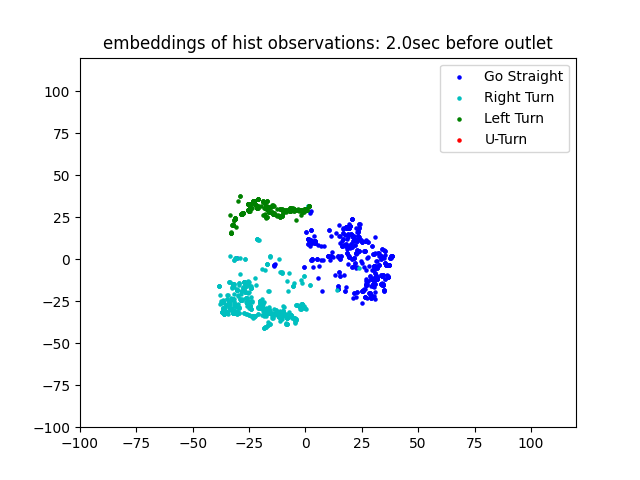 embeddings of hist observations: 2.0sec before outlet
Go Straight
Right Turn
Left Turn
U-Turn
100
75
50
25
0
−25
−50
−75
−100
−100 −75 −50 −25 0 25 50 75 100